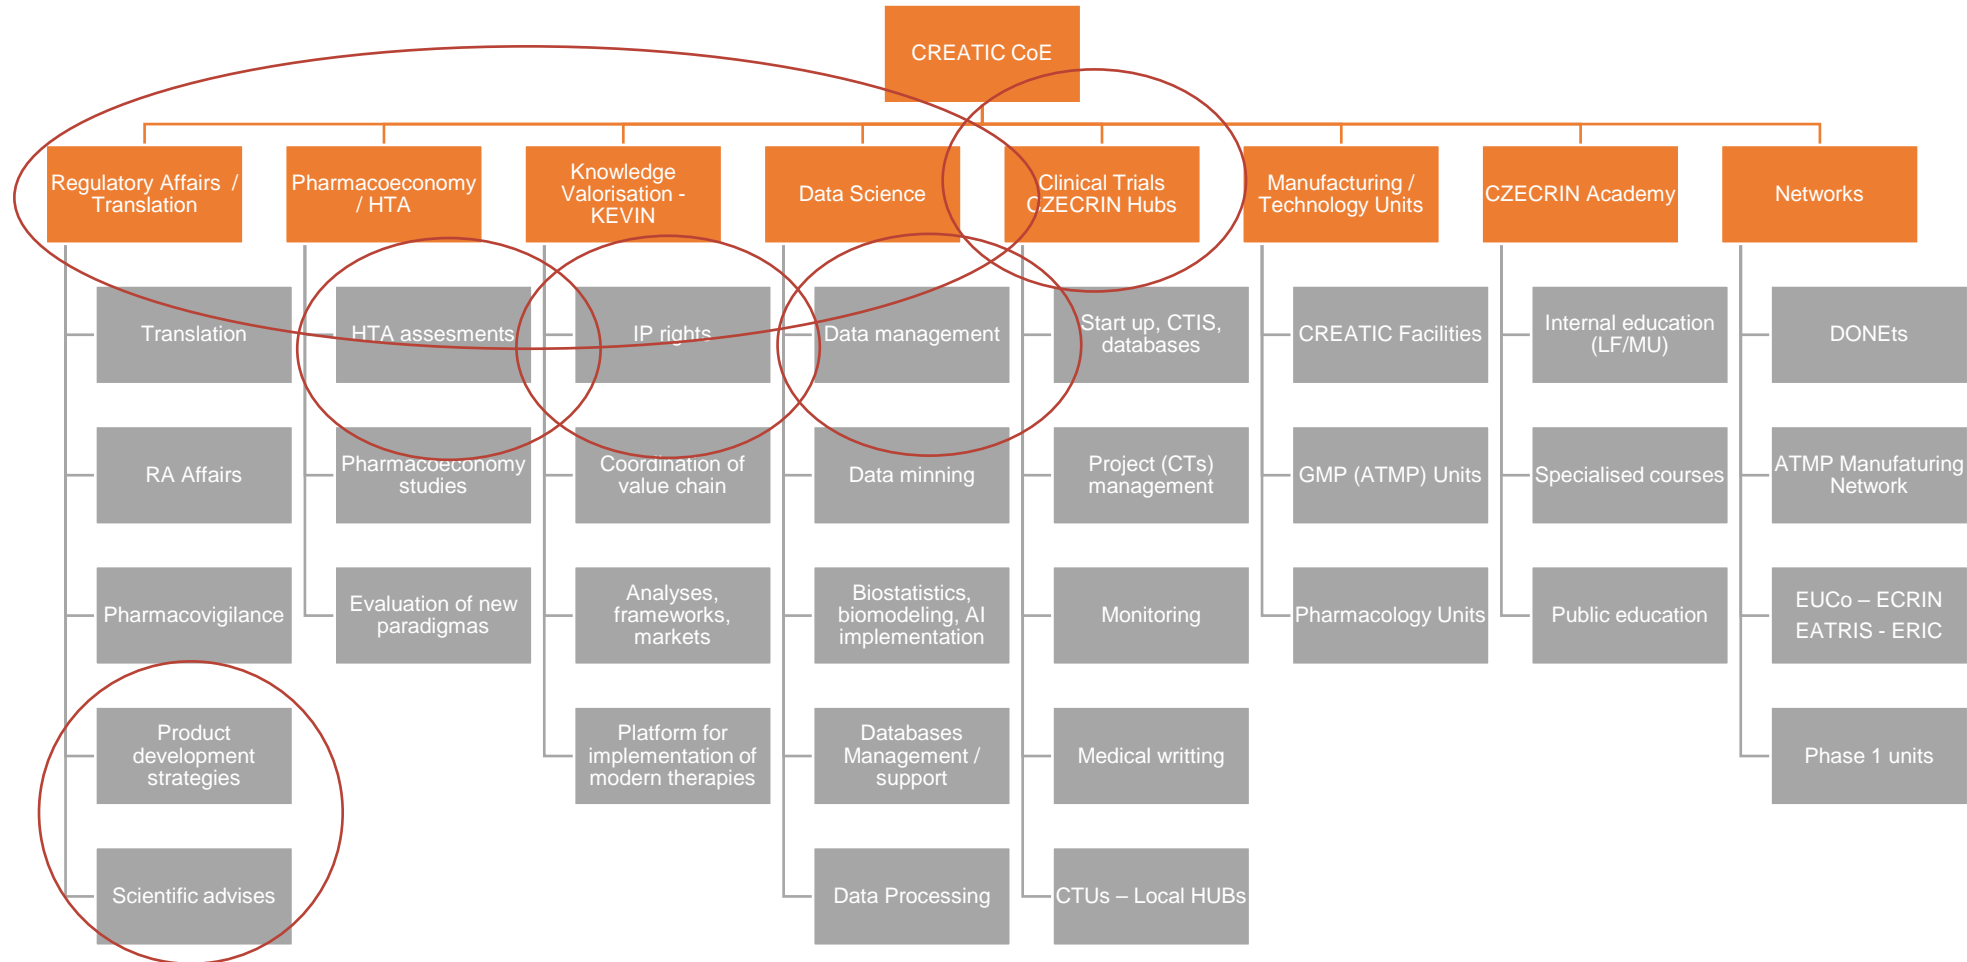 CREATIC CoE
Regulatory Affairs /
Translation
Pharmacoeconomy
/ HTA
Knowledge
Valorisation -
KEVIN
Data Science
Clinical Trials
CZECRIN Hubs
Manufacturing /
Technology Units
CZECRIN Academy
Networks
Translation
RA Affairs
Pharmacovigilance
Product
development
strategies
Scientific advises
HTA assesments
Pharmacoeconomy
studies
Evaluation of new
paradigmas
IP rights
Coordination of
value chain
Analyses,
frameworks,
markets
Platform for
implementation of
modern therapies
Data management
Data minning
Biostatistics,
biomodeling, AI
implementation
Databases
Management /
support
Data Processing
Start up, CTIS,
databases
Project (CTs)
management
Monitoring
Medical writting
CTUs – Local HUBs
CREATIC Facilities
GMP (ATMP) Units
Pharmacology Units
Internal education
(LF/MU)
Specialised courses
Public education
DONEts
ATMP Manufaturing
Network
EUCo – ECRIN
EATRIS - ERIC
Phase 1 units